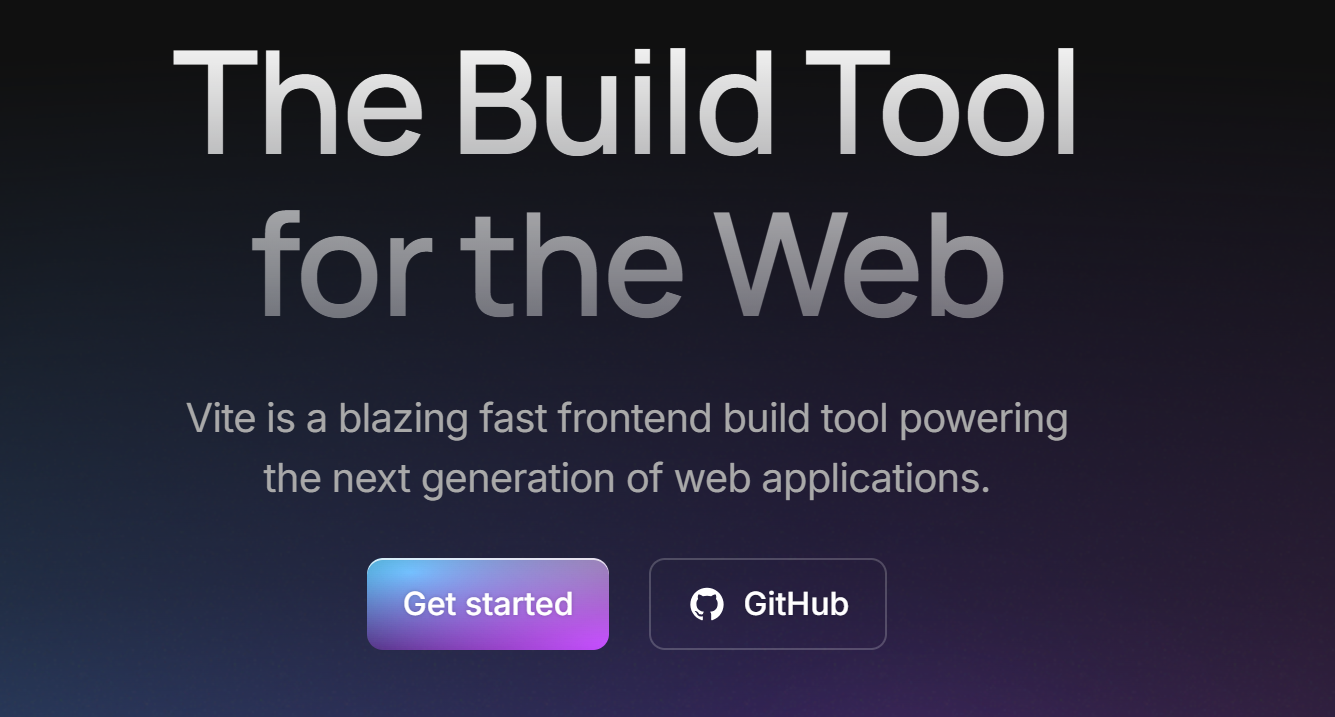 The Build Tool
for the Web
Vite is a blazing fast frontend build tool powering
the next generation of web applications.
Get started
GitHub